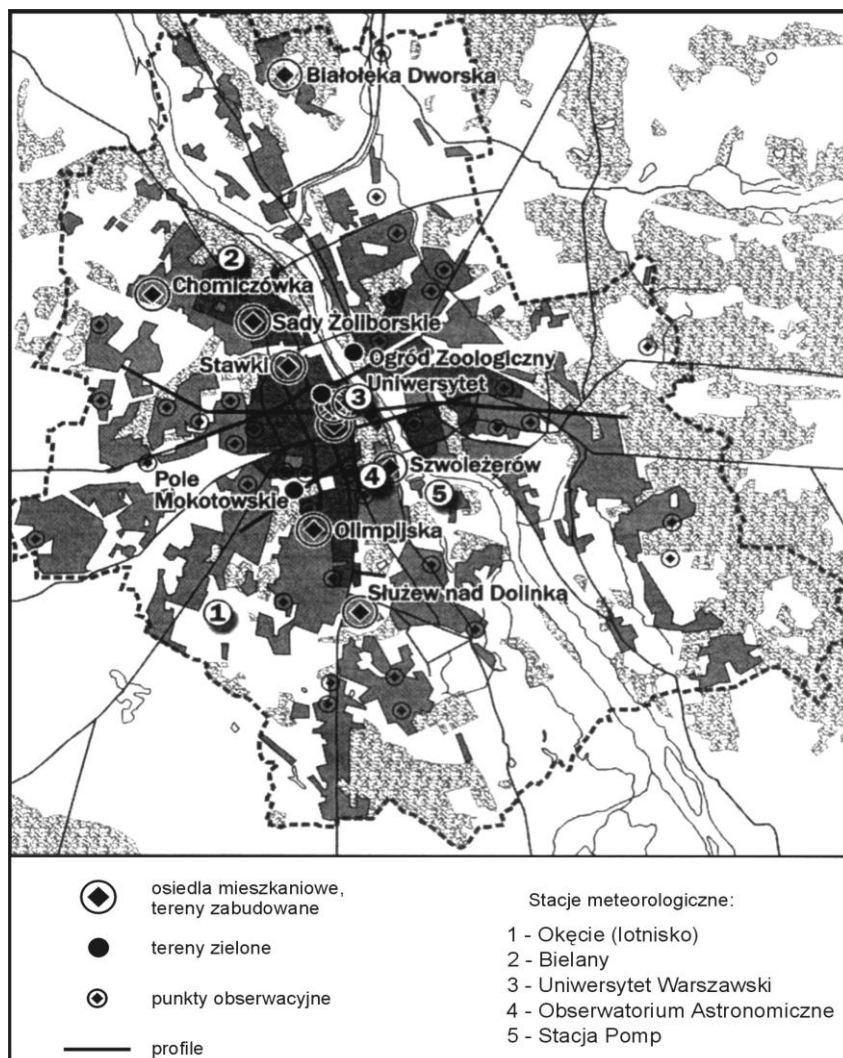 Białołęka Dworska
2
Chomiczówka
Sady Żoliborskie
Ogród Zoologiczny
Stawki
Uniwersytet
3
Szwoleżerów
4
Pole
Mokotowskie
5
Olimpijska
Służew nad Dolinką
1
osiedla mieszkaniowe,
tereny zabudowane
tereny zielone
punkty obserwacyjne
profile
Stacje meteorologiczne:
1 - Okęcie (lotnisko)
2 - Bielany
3 - Uniwersytet Warszawski
4 - Obserwatorium Astronomiczne
5 - Stacja Pomp